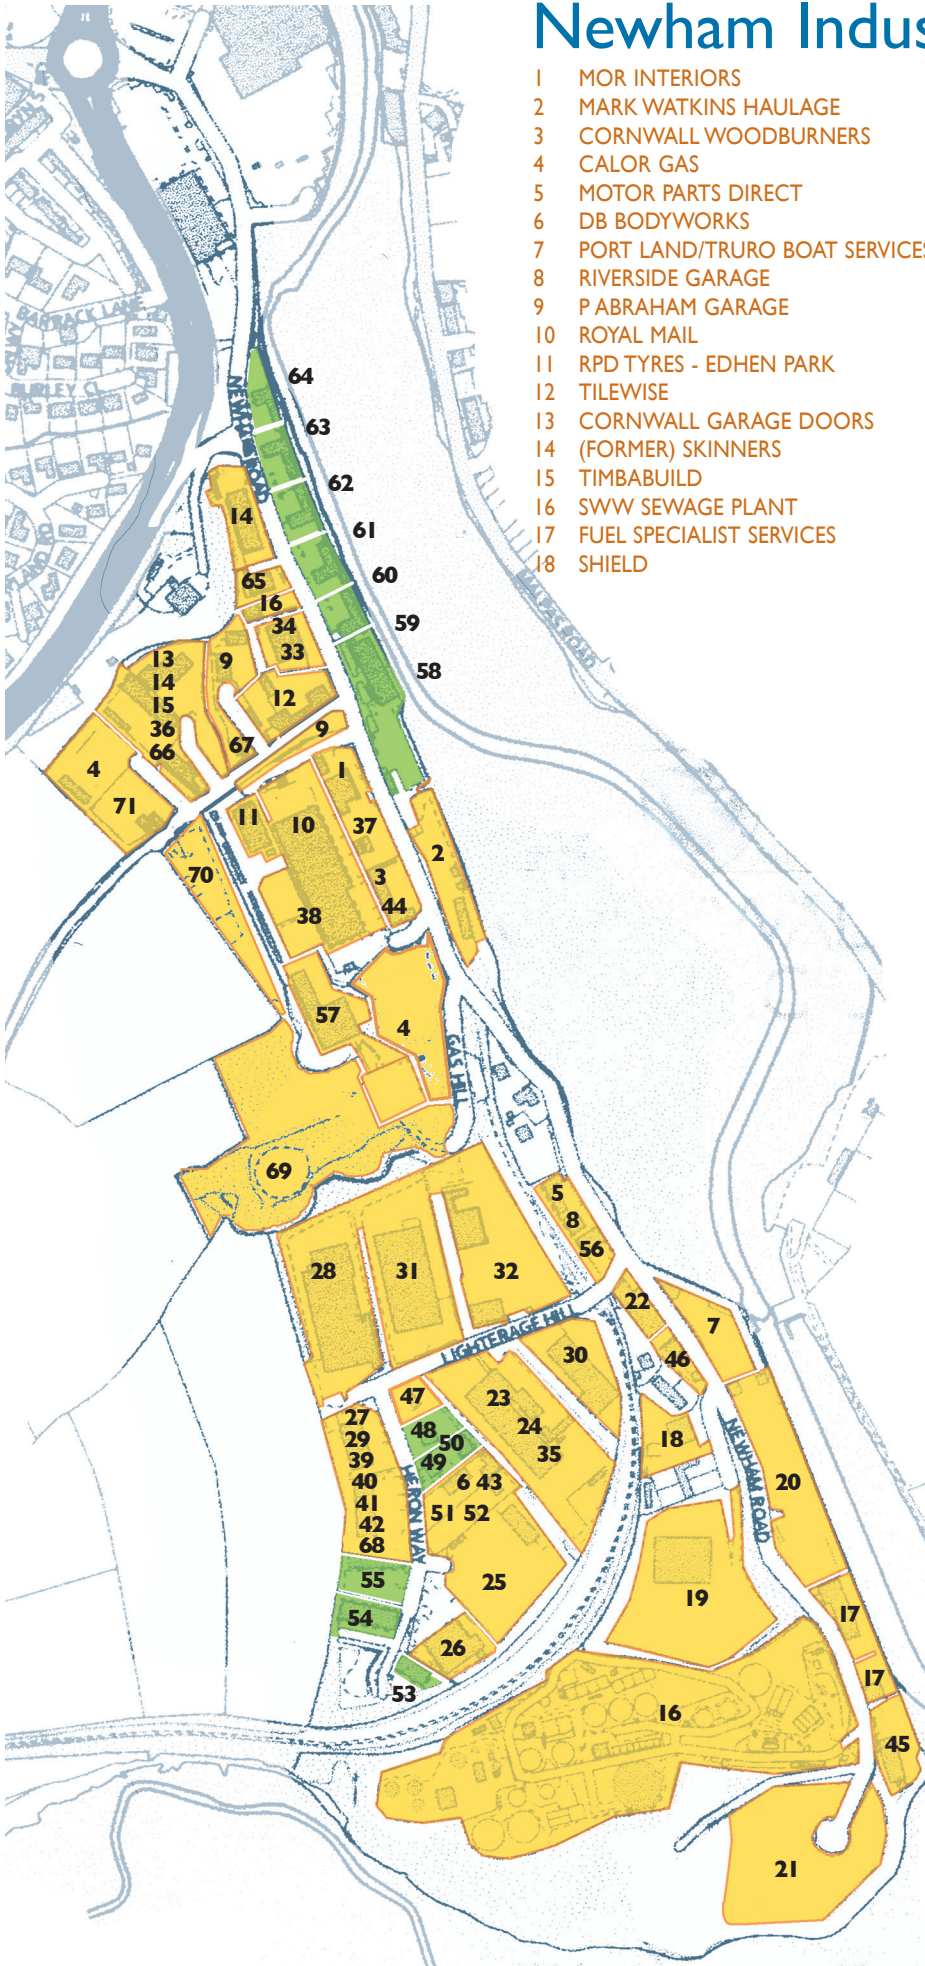 Newham Indus
1 MOR INTERIORS
2 MARK WATKINS HAULAGE
3 CORNWALL WOODBURNERS
4 CALOR GAS
5 MOTOR PARTS DIRECT
6 DB BODYWORKS
7 PORT LAND/TRURO BOAT SERVICES
8 RIVERSIDE GARAGE
9 P ABRAHAM GARAGE
10 ROYAL MAIL
11 RPD TYRES - EDHEN PARK
12 TILEWISE
13 CORNWALL GARAGE DOORS
14 (FORMER) SKINNERS
15 TIMBABUILD
16 SWW SEWAGE PLANT
17 FUEL SPECIALIST SERVICES
18 SHIELD
BARRACK LANE
NEWHAM ROAD
64
63
62
61
60
59
58
14
65
16
34
33
13
14
15
36
66
9
12
67
9
4
71
1
11
10
37
2
70
3
44
38
57
4
GAS HILL
69
5
8
56
28
31
32
22
7
LIGHTERAGE HILL
30
46
47
23
24
35
18
27
29
39
40
41
42
68
48
50
49
6 43
51 52
HERON WAY
NEWHAM ROAD
20
55
54
25
19
17
26
53
17
16
45
21